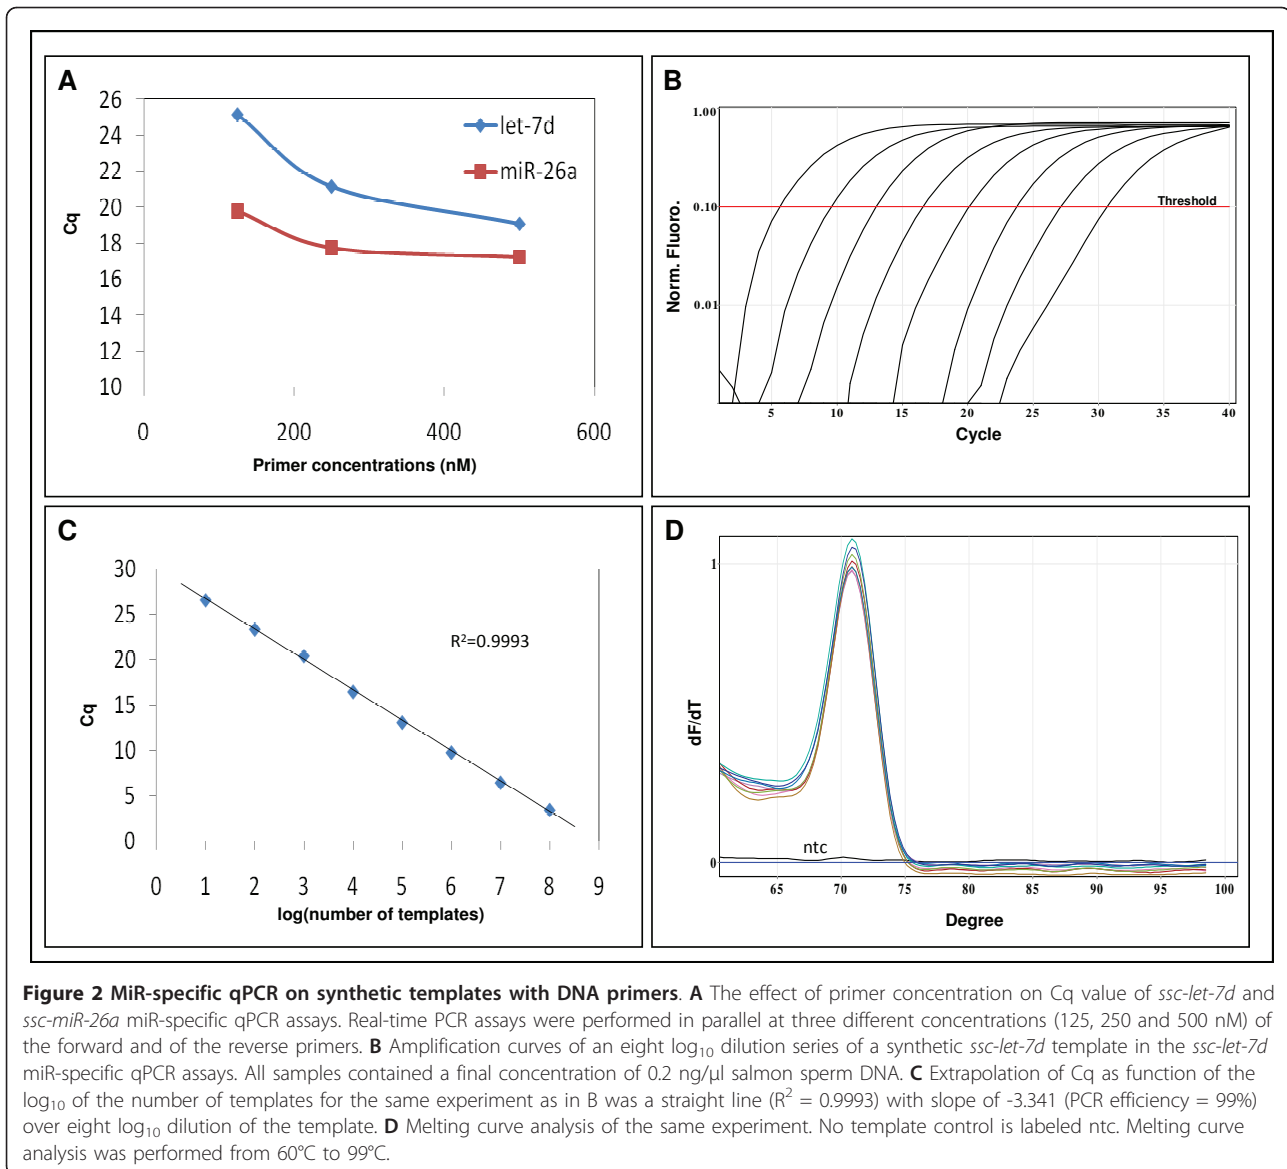 A
26
24
22
20
18
16
14
12
10
Cq
let-7d
miR-26a
0
200
400
600
Primer concentrations (nM)
B
1.00
0.10
0.01
Norm. Fluoro.
Threshold
5
10
15
20
25
30
35
40
Cycle
C
30
25
20
15
10
5
0
Cq
R²=0.9993
0
1
2
3
4
5
6
7
8
9
log(number of templates)
D
1
0
dF/dT
ntc
65
70
75
80
85
90
95
100
Degree
Figure 2 MiR-specific qPCR on synthetic templates with DNA primers. A The effect of primer concentration on Cq value of ssc-let-7d and
ssc-miR-26a miR-specific qPCR assays. Real-time PCR assays were performed in parallel at three different concentrations (125, 250 and 500 nM) of
the forward and of the reverse primers. B Amplification curves of an eight log₁₀ dilution series of a synthetic ssc-let-7d template in the ssc-let-7d
miR-specific qPCR assays. All samples contained a final concentration of 0.2 ng/μl salmon sperm DNA. C Extrapolation of Cq as function of the
log₁₀ of the number of templates for the same experiment as in B was a straight line (R² = 0.9993) with slope of -3.341 (PCR efficiency = 99%)
over eight log₁₀ dilution of the template. D Melting curve analysis of the same experiment. No template control is labeled ntc. Melting curve
analysis was performed from 60°C to 99°C.